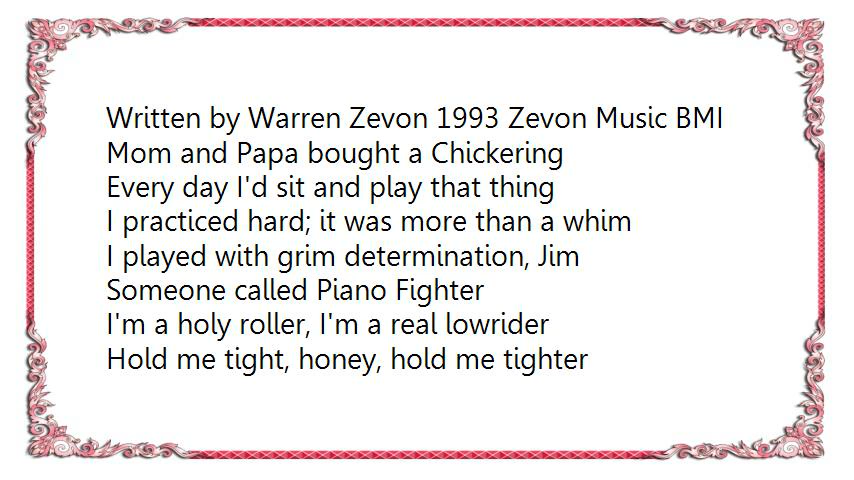 Written by Warren Zevon 1993 Zevon Music BMI
Mom and Papa bought a Chickering
Every day I'd sit and play that thing
I practiced hard; it was more than a whim
I played with grim determination, Jim
Someone called Piano Fighter
I'm a holy roller, I'm a real lowrider
Hold me tight, honey, hold me tighter